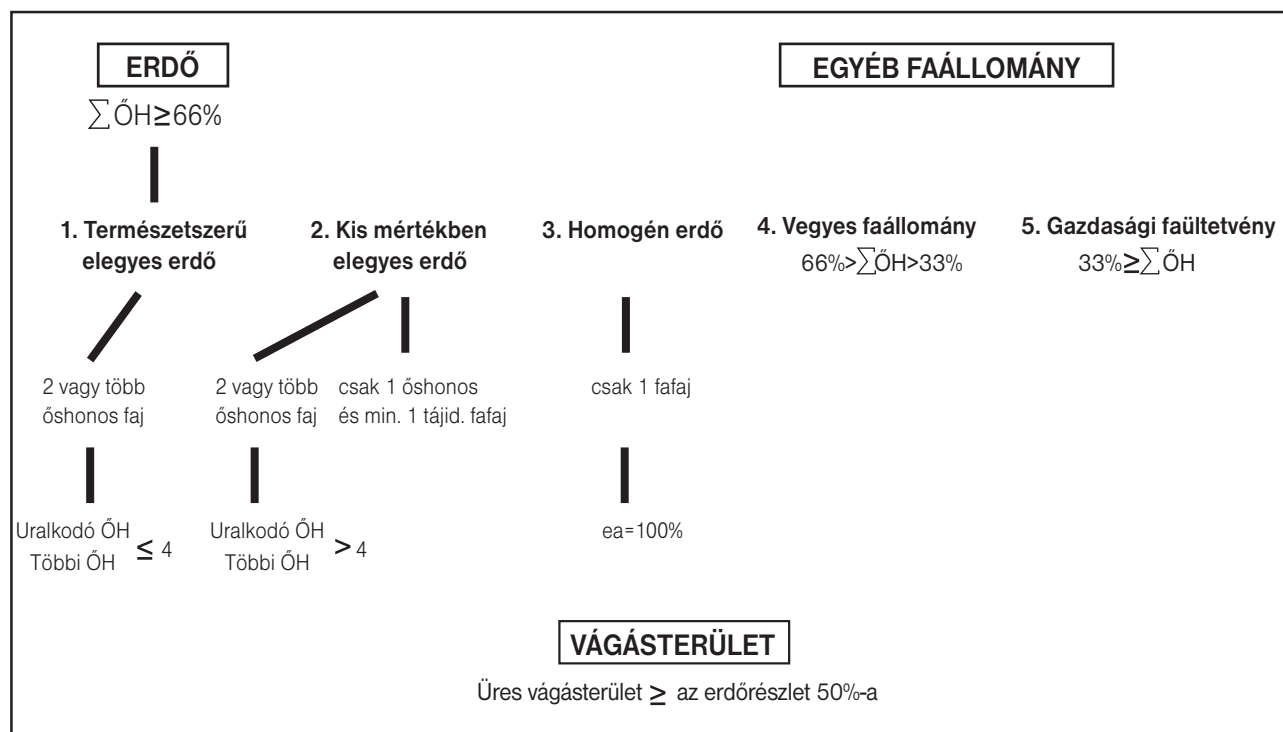 ERDŐ
∑ŐH≥66%
EGYÉB FAÁLLOMÁNY
1. Természetszerű
elegyes erdő
2. Kis mértékben
elegyes erdő
3. Homogén erdő
4. Vegyes faállomány
66%>∑ŐH>33%
5. Gazdasági faültetvény
33%≥∑ŐH
2 vagy több
őshonos faj
2 vagy több
őshonos faj
csak 1 őshonos
és min. 1 tájid. fafaj
csak 1 fafaj
Uralkodó ŐH
Többi ŐH ≤ 4
Uralkodó ŐH
Többi ŐH > 4
ea=100%
VÁGÁSTERÜLET
Üres vágásterület ≥ az erdőrészlet 50%-a